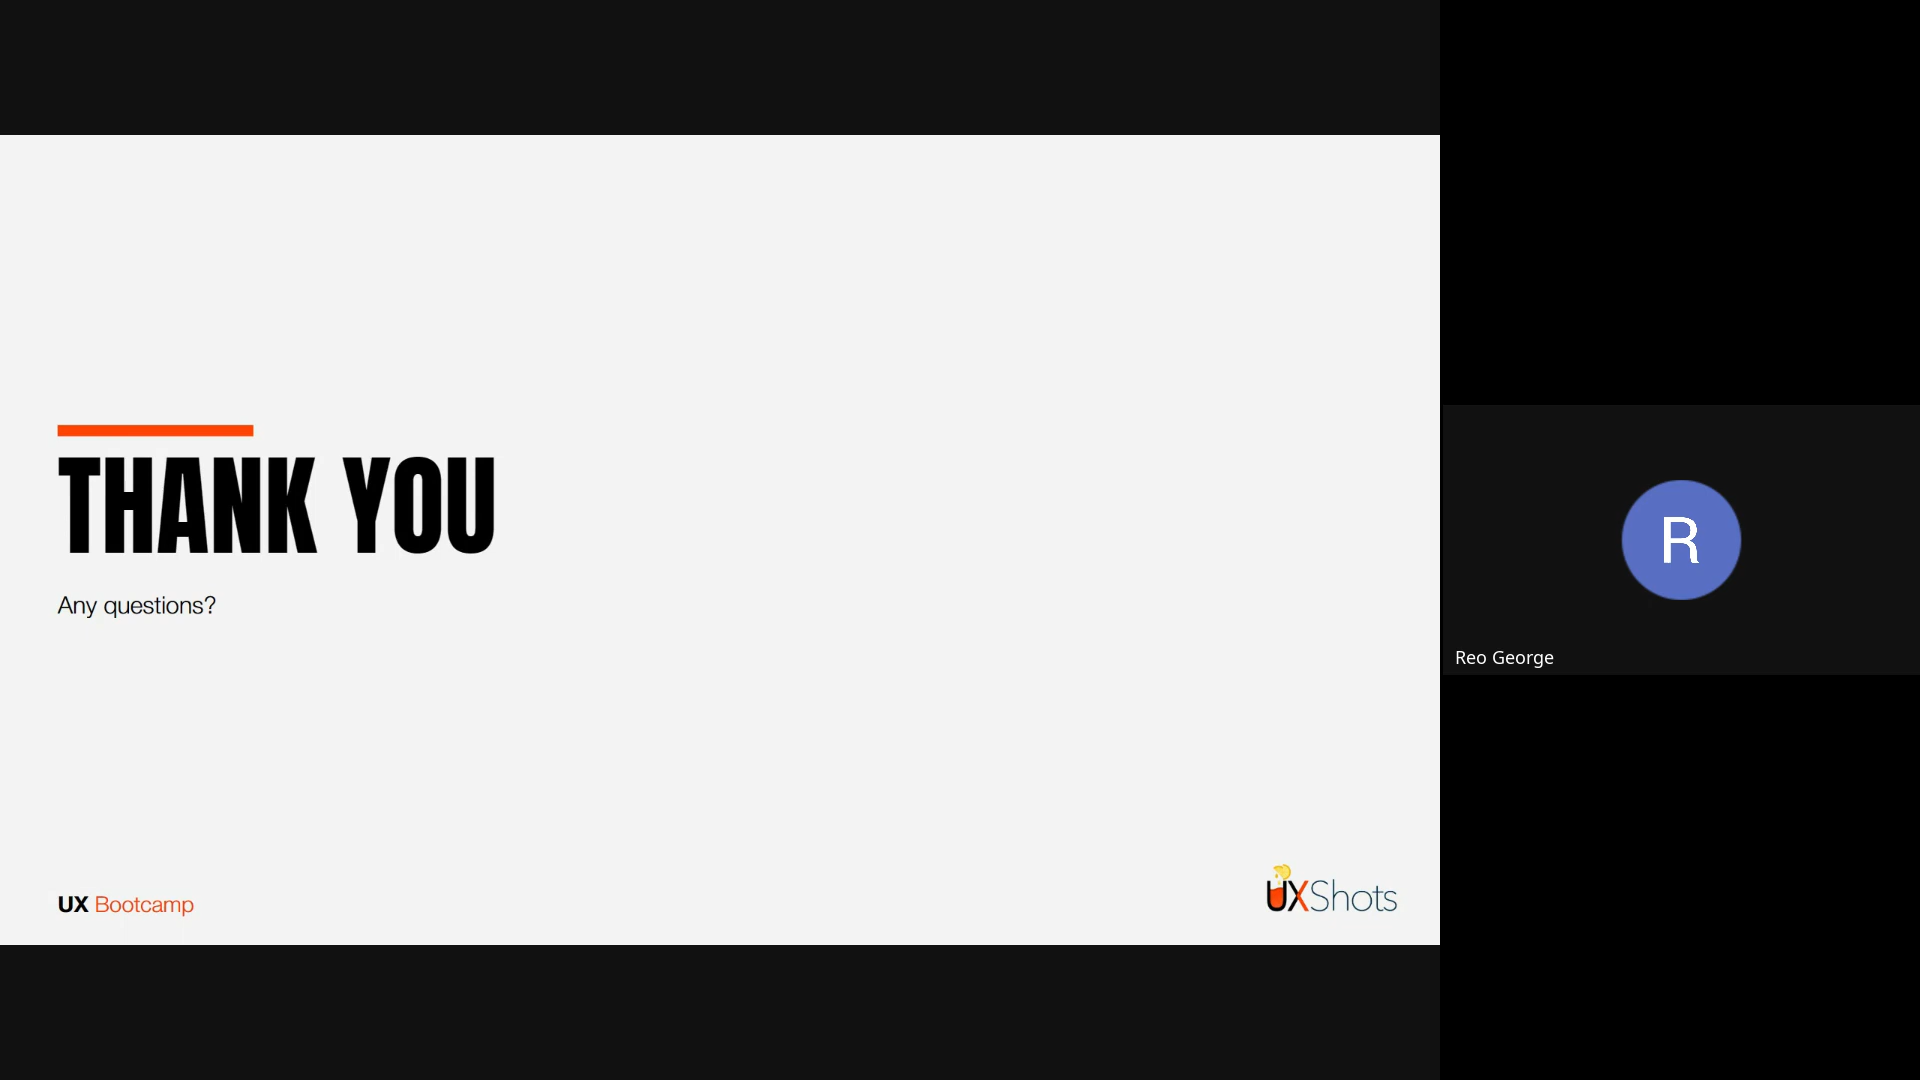 THANK YOU
Any questions?
UX Bootcamp
UXShots
R
Reo George